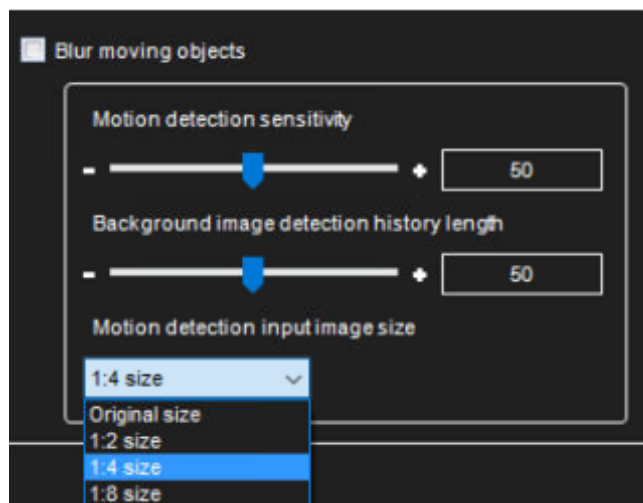 Blur moving objects
Motion detection sensitivity
- + 50
Background image detection history length
- + 50
Motion detection input image size
1:4 size
Original size
1:2 size
1:4 size
1:8 size